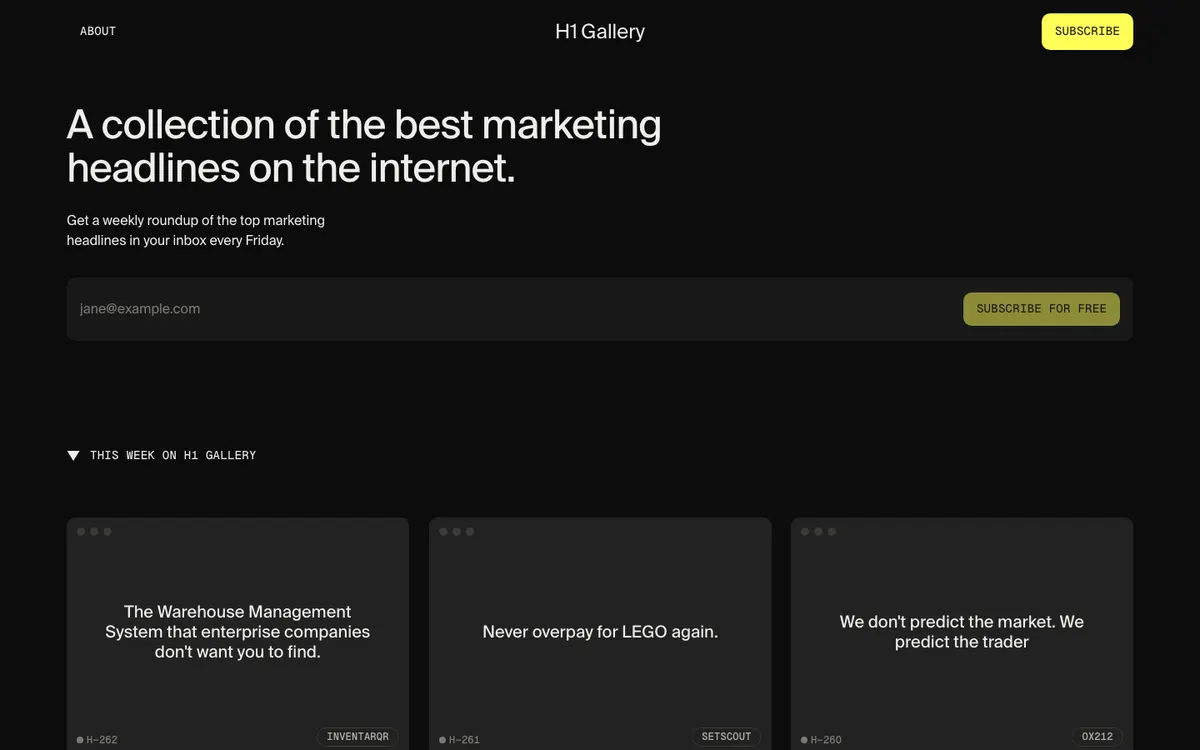 ABOUT
H1 Gallery
SUBSCRIBE
A collection of the best marketing
headlines on the internet.
Get a weekly roundup of the top marketing
headlines in your inbox every Friday.
jane@example.com
SUBSCRIBE FOR FREE
THIS WEEK ON H1 GALLERY
The Warehouse Management
System that enterprise companies
don't want you to find.
H—262
INVENTARQR
Never overpay for LEGO again.
H—261
SETSCOUT
We don't predict the market. We
predict the trader
H—260
OX212